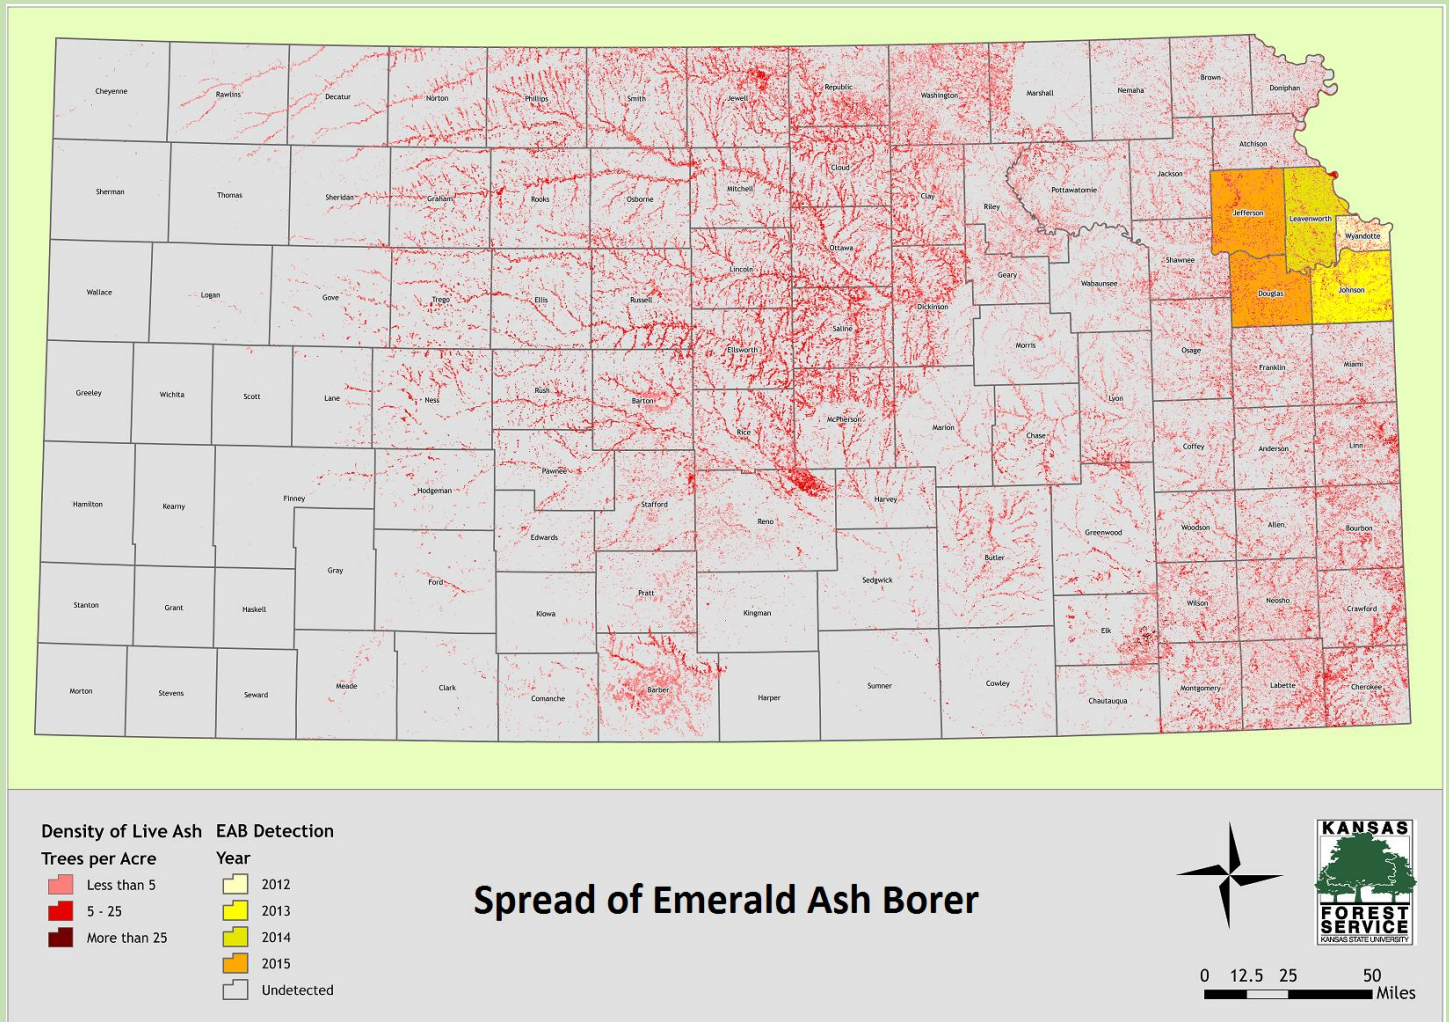 Cheyenne
Rawlins
Decatur
Norton
Phillips
Smith
Jewell
Republic
Washington
Marshall
Nemaha
Brown
Doniphan
Atchison
Sherman
Thomas
Sheridan
Graham
Rooks
Osborne
Mitchell
Cloud
Clay
Riley
Pottawatomie
Jackson
Jefferson
Leavenworth
Wyandotte
Wallace
Logan
Gove
Trego
Ellis
Russell
Lincoln
Ottawa
Saline
Dickinson
Geary
Wabaunsee
Shawnee
Douglas
Johnson
Greeley
Wichita
Scott
Lane
Ness
Rush
Barton
Ellsworth
Rice
McPherson
Marion
Morris
Chase
Lyon
Osage
Franklin
Miami
Coffey
Anderson
Linn
Hamilton
Kearny
Finney
Hodgeman
Pawnee
Stafford
Edwards
Reno
Harvey
Butler
Greenwood
Woodson
Allen
Bourbon
Gray
Ford
Kiowa
Pratt
Kingman
Sedgwick
Elk
Wilson
Neosho
Crawford
Stanton
Grant
Haskell
Morton
Stevens
Seward
Meade
Clark
Comanche
Barber
Harper
Sumner
Cowley
Chautauqua
Montgomery
Labette
Cherokee
Density of Live Ash
Trees per Acre
Less than 5
5 - 25
More than 25
EAB Detection
Year
2012
2013
2014
2015
Undetected
Spread of Emerald Ash Borer
KANSAS
FOREST
SERVICE
KANSAS STATE UNIVERSITY
0 12.5 25 50
Miles